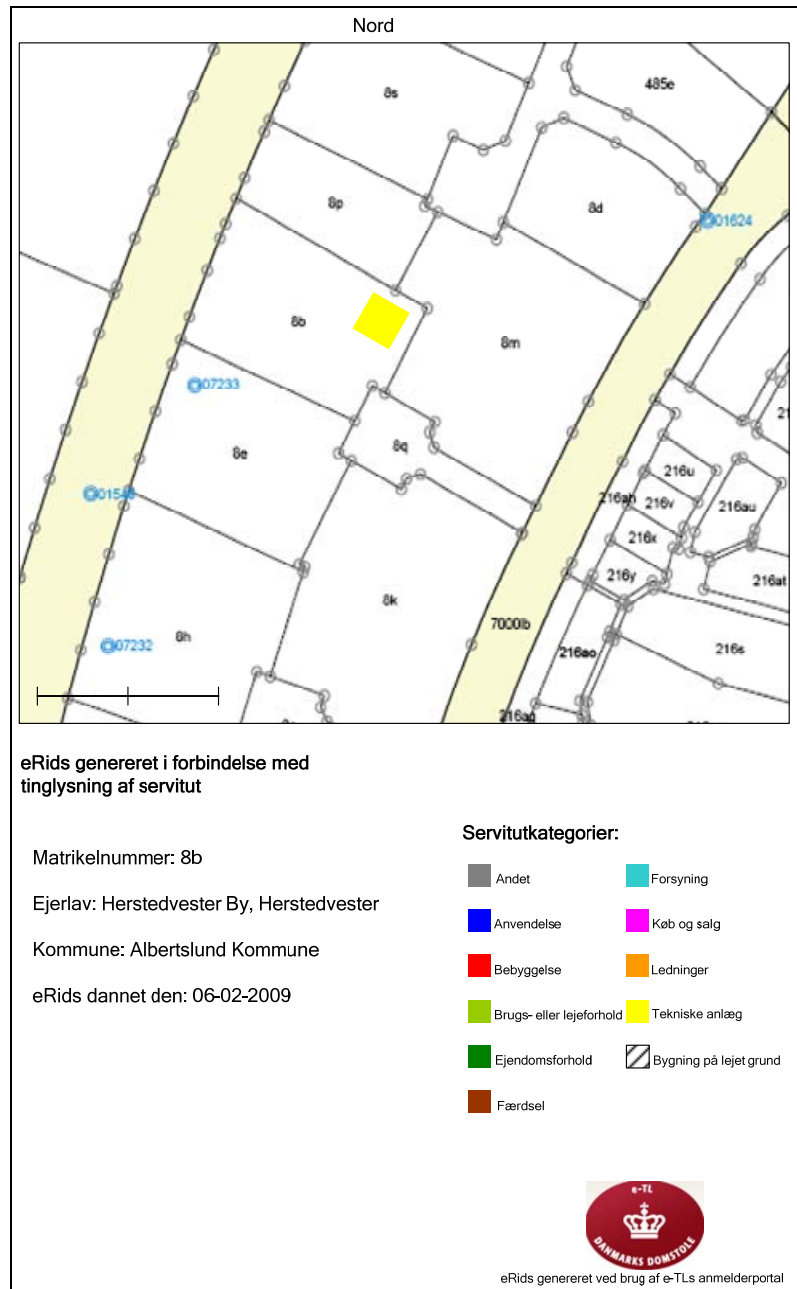 Nord
485e
8s
8p
8d
01624
8b
8m
07233
8e
8q
216u
216ah
216v
216au
216x
216y
216at
0154
8k
7000lb
07232
8h
216ao
216s
eRids genereret i forbindelse med
tinglysning af servitut
Matrikelnummer: 8b
Ejerlav: Herstedvester By, Herstedvester
Kommune: Albertslund Kommune
eRids dannet den: 06-02-2009
Servitutkategorier:
Andet
Forsyning
Anvendelse
Køb og salg
Bebyggelse
Ledninger
Brugs- eller lejeforhold
Tekniske anlæg
Ejendomsforhold
Bygning på lejet grund
Færdsel
e-TL
DANMARKS DOMSTOLE
eRids genereret ved brug af e-TLs anmelderportal